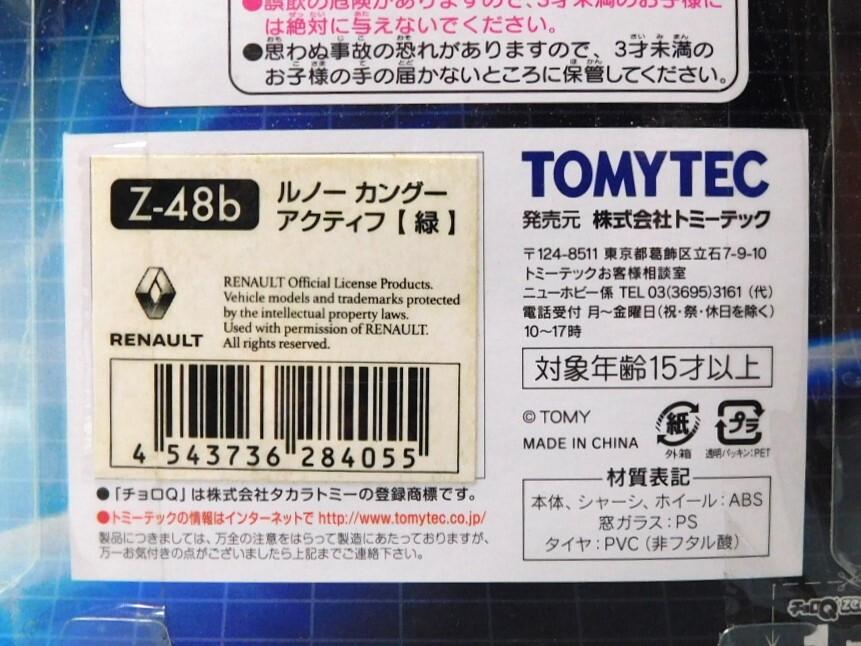 ●誤飲の危険がありますので、3才未満のお子様に
は絶対に与えないでください。
●思わぬ事故の恐れがありますので、3才未満の
お子様の手の届かないところに保管してください。
Z-48b
ルノー カングー
アクティフ【 緑 】
RENAULT
RENAULT Official License Products.
Vehicle models and trademarks protected
by the intellectual property laws.
Used with permission of RENAULT.
All rights reserved.
4 543736 284055
●「チョロQ」は株式会社タカラトミーの登録商標です。
●トミーテックの情報はインターネットで http://www.tomytec.co.jp/
製品につきましては、万全の注意をはらって製造にあたっておりますが、
万一お気付きの点がございましたら上記までご連絡下さい。
TOMYTEC
発売元 株式会社トミーテック
〒124-8511 東京都葛飾区立石7-9-10
トミーテックお客様相談室
ニューホビー係 TEL 03(3695)3161 (代)
電話受付 月〜金曜日(祝・祭・休日を除く)
10〜17時
対象年齢15才以上
© TOMY
MADE IN CHINA
紙
外箱
プラ
透明パッキン:PET
材質表記
本体、シャーシ、ホイール:ABS
窓ガラス:PS
タイヤ:PVC (非フタル酸)
チョロQ zero